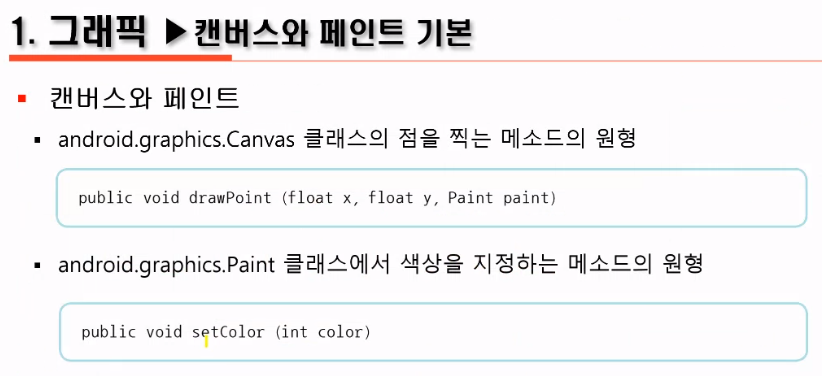 1. 그래픽 ▶캔버스와 페인트 기본
▪ 캔버스와 페인트
▪ android.graphics.Canvas 클래스의 점을 찍는 메소드의 원형
public void drawPoint (float x, float y, Paint paint)
▪ android.graphics.Paint 클래스에서 색상을 지정하는 메소드의 원형
public void setColor (int color)